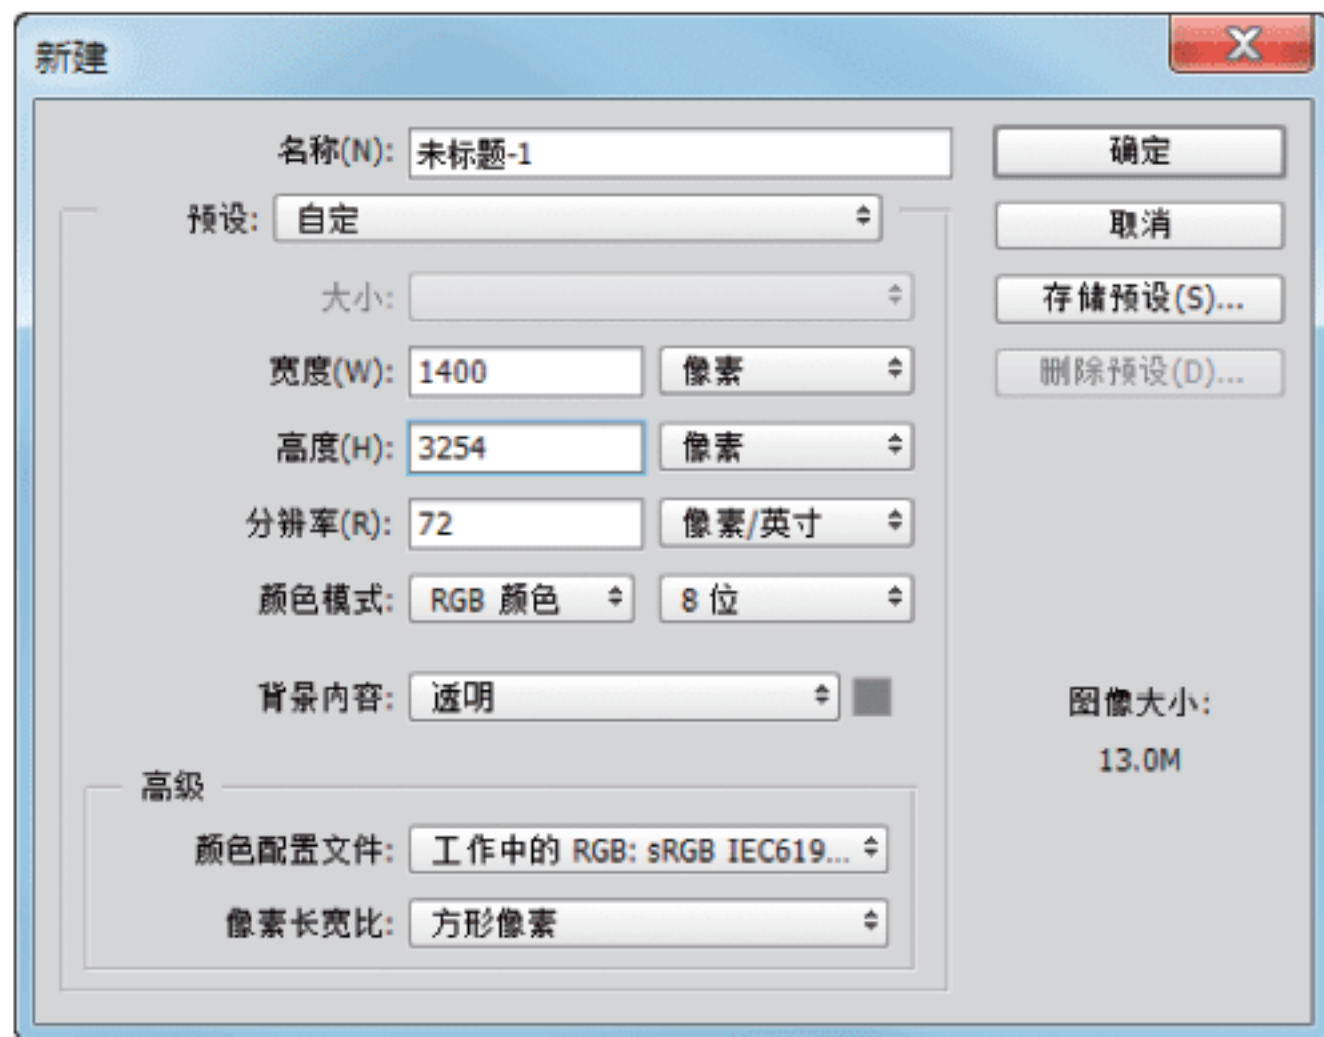 新建
名称(N): 未标题-1
确定
预设: 自定
取消
大小:
存储预设(S)...
宽度(W): 1400 像素
删除预设(D)...
高度(H): 3254 像素
分辨率(R): 72 像素/英寸
颜色模式: RGB 颜色 8 位
背景内容: 透明
图像大小:
13.0M
高级
颜色配置文件: 工作中的 RGB: sRGB IEC619...
像素长宽比: 方形像素